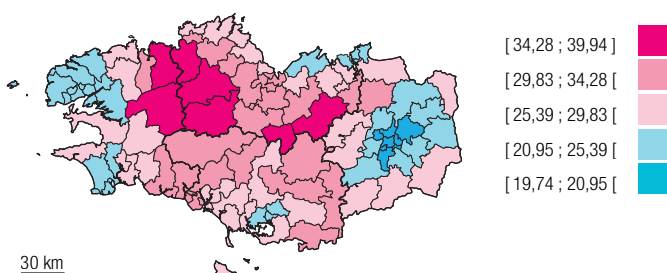 [ 34,28 ; 39,94 ]
[ 29,83 ; 34,28 [
[ 25,39 ; 29,83 [
[ 20,95 ; 25,39 [
[ 19,74 ; 20,95 [
30 km